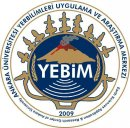 ANKARA ÜNİVERSİTESİ YERBİLİMLERİ UYGULAMA VE ARAŞTIRMA MERKEZİ
YEBİM
2009